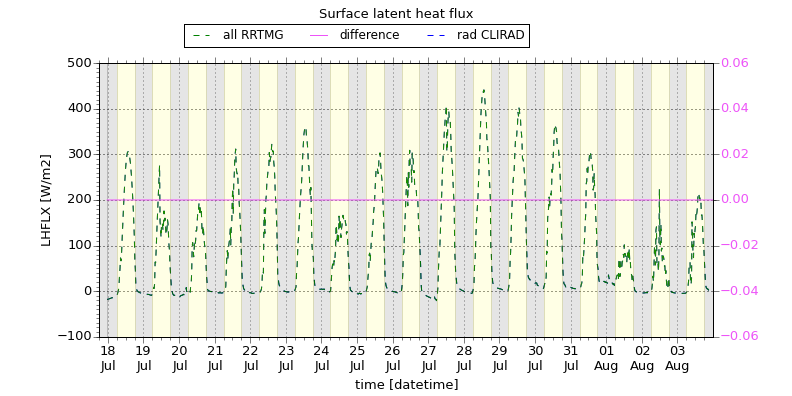 Surface latent heat flux
all RRTMG difference rad CLIRAD
LHFLX [W/m2]
500
400
300
200
100
0
−100
0.06
0.04
0.02
0.00
−0.02
−0.04
−0.06
18 19 20 21 22 23 24 25 26 27 28 29 30 31 01 02 03
Jul Jul Jul Jul Jul Jul Jul Jul Jul Jul Jul Jul Jul Jul Aug Aug Aug
time [datetime]